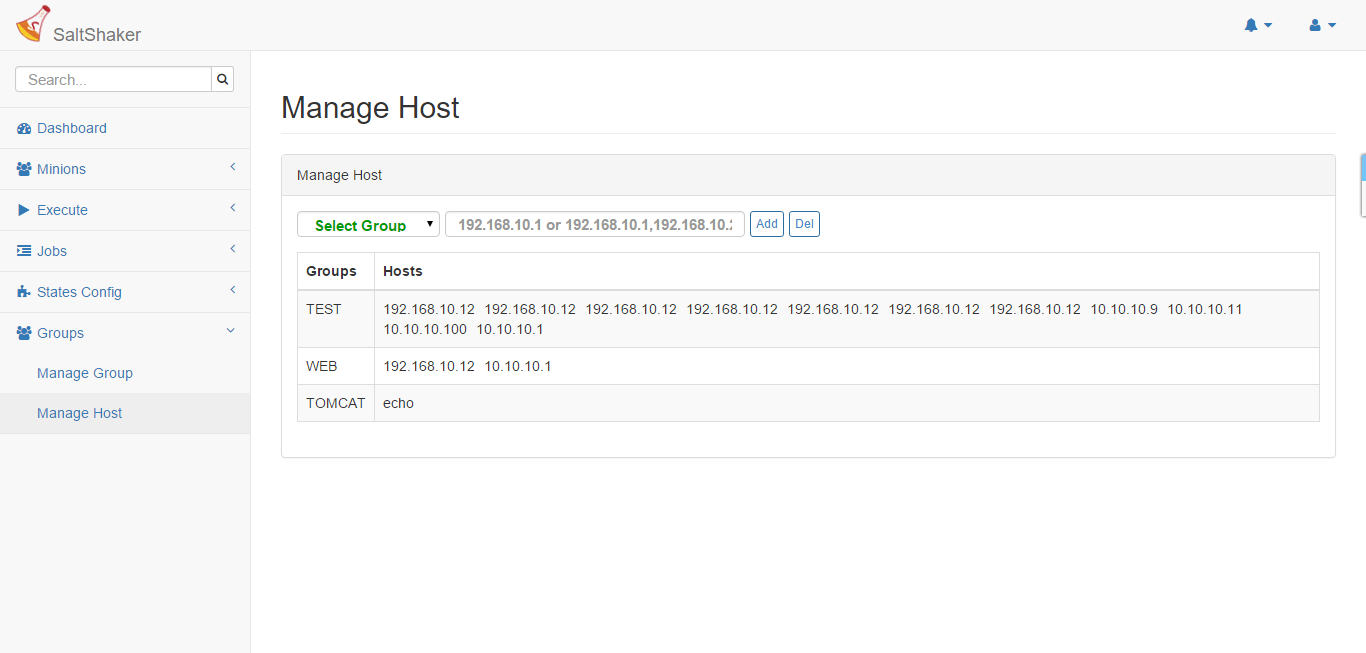 SaltShaker
Search...
Dashboard
Minions
Execute
Jobs
States Config
Groups
Manage Group
Manage Host
Manage Host
Manage Host
Select Group 192.168.10.1 or 192.168.10.1,192.168.10. Add Del
Groups Hosts
TEST 192.168.10.12 192.168.10.12 192.168.10.12 192.168.10.12 192.168.10.12 192.168.10.12 192.168.10.12 10.10.10.9 10.10.10.11
10.10.10.100 10.10.10.1
WEB 192.168.10.12 10.10.10.1
TOMCAT echo